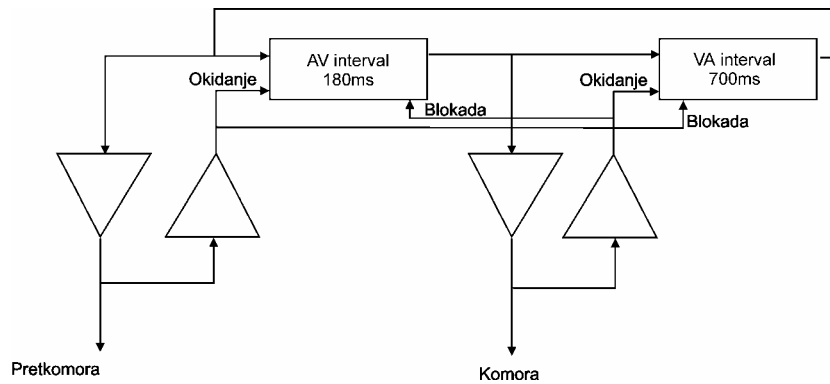 AV interval
180ms
VA interval
700ms
Okidanje
Okidanje
Blokada
Blokada
Pretkomora
Komora